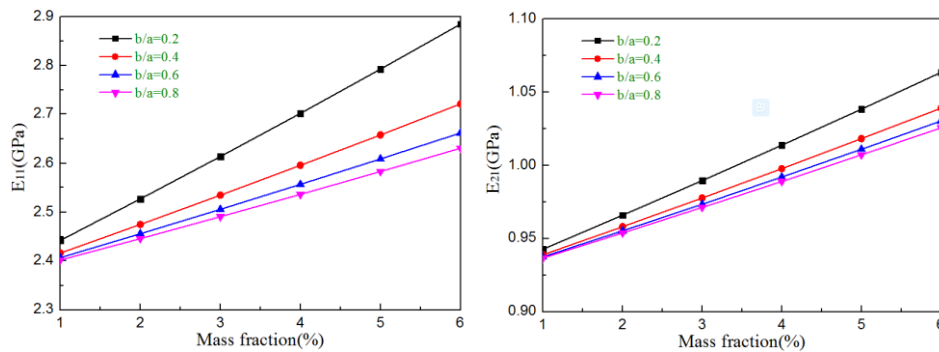 2.9
2.8
2.7
2.6
2.5
2.4
2.3
E11(GPa)
b/a=0.2
b/a=0.4
b/a=0.6
b/a=0.8
1 2 3 4 5 6
Mass fraction(%)
1.10
1.05
1.00
0.95
0.90
E21(GPa)
b/a=0.2
b/a=0.4
b/a=0.6
b/a=0.8
1 2 3 4 5 6
Mass fraction(%)